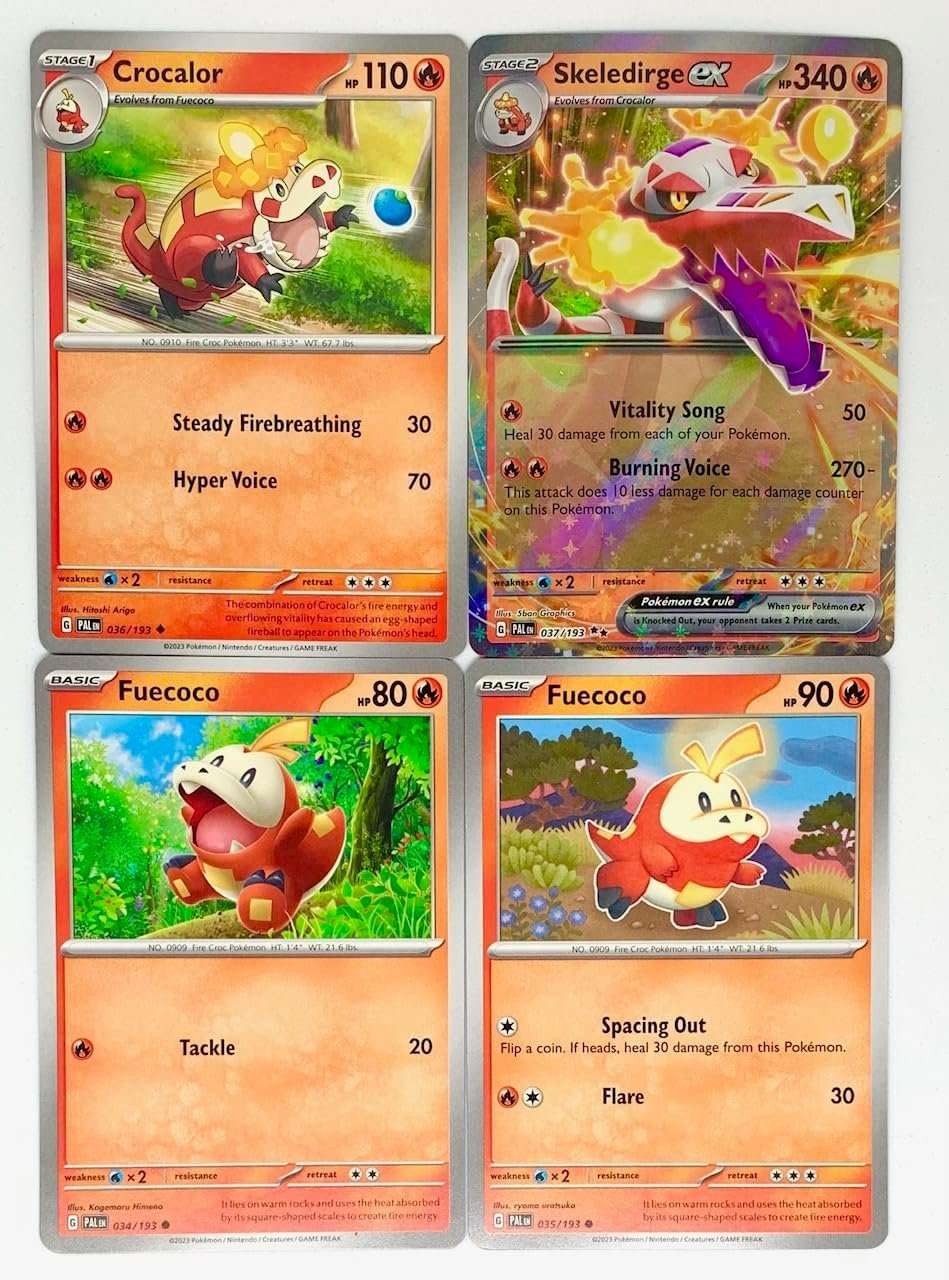 STAGE1 Crocalor HP 110
Evolves from Fuecoco
NO. 0910 Fire Croc Pokémon HT: 3'3" WT: 67.7 lbs.
Steady Firebreathing 30
Hyper Voice 70
weakness ×2 resistance retreat
Illus. Hitoshi Ariga
The combination of Crocalor's fire energy and
overflowing vitality has caused an egg-shaped
fireball to appear on the Pokémon's head.
G PAL EN 036/193
©2023 Pokémon / Nintendo / Creatures / GAME FREAK
STAGE2 Skeledirge ex HP 340
Evolves from Crocalor
Vitality Song 50
Heal 30 damage from each of your Pokémon.
Burning Voice 270-
This attack does 10 less damage for each damage counter
on this Pokémon.
weakness ×2 resistance retreat
Illus. 5ban Graphics
Pokémon ex rule When your Pokémon ex
is Knocked Out, your opponent takes 2 Prize cards.
G PAL EN 037/193
©2023 Pokémon / Nintendo / Creatures / GAME FREAK
BASIC Fuecoco HP 80
NO. 0909 Fire Croc Pokémon HT: 1'4" WT: 21.6 lbs.
Tackle 20
weakness ×2 resistance retreat
Illus. Kagemaru Himeno
It lies on warm rocks and uses the heat absorbed
by its square-shaped scales to create fire energy.
G PAL EN 034/193
©2023 Pokémon / Nintendo / Creatures / GAME FREAK
BASIC Fuecoco HP 90
NO. 0909 Fire Croc Pokémon HT: 1'4" WT: 21.6 lbs.
Spacing Out
Flip a coin. If heads, heal 30 damage from this Pokémon.
Flare 30
weakness ×2 resistance retreat
Illus. ryoma uratsuka
It lies on warm rocks and uses the heat absorbed
by its square-shaped scales to create fire energy.
G PAL EN 035/193
©2023 Pokémon / Nintendo / Creatures / GAME FREAK